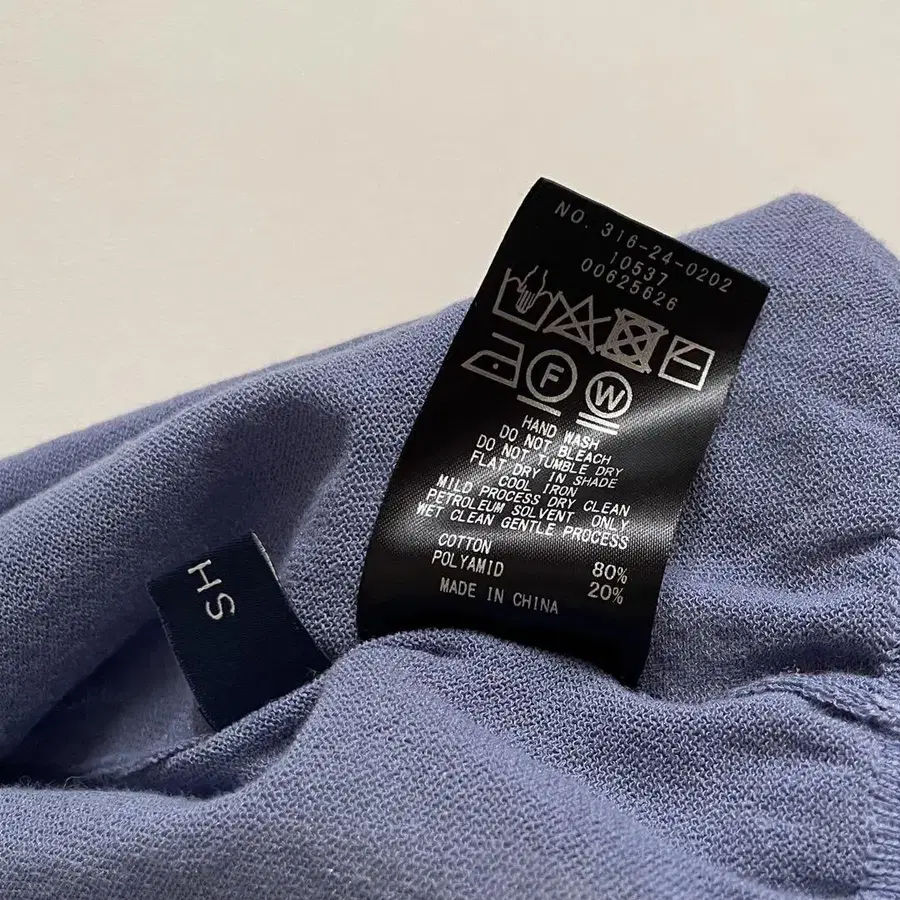 NO. 316-24-0202
10537
00625626
F W
HAND WASH
DO NOT BLEACH
DO NOT TUMBLE DRY
FLAT DRY IN SHADE
COOL IRON
MILD PROCESS DRY CLEAN
PETROLEUM SOLVENT ONLY
WET CLEAN GENTLE PROCESS
COTTON 80%
POLYAMID 20%
MADE IN CHINA
HS